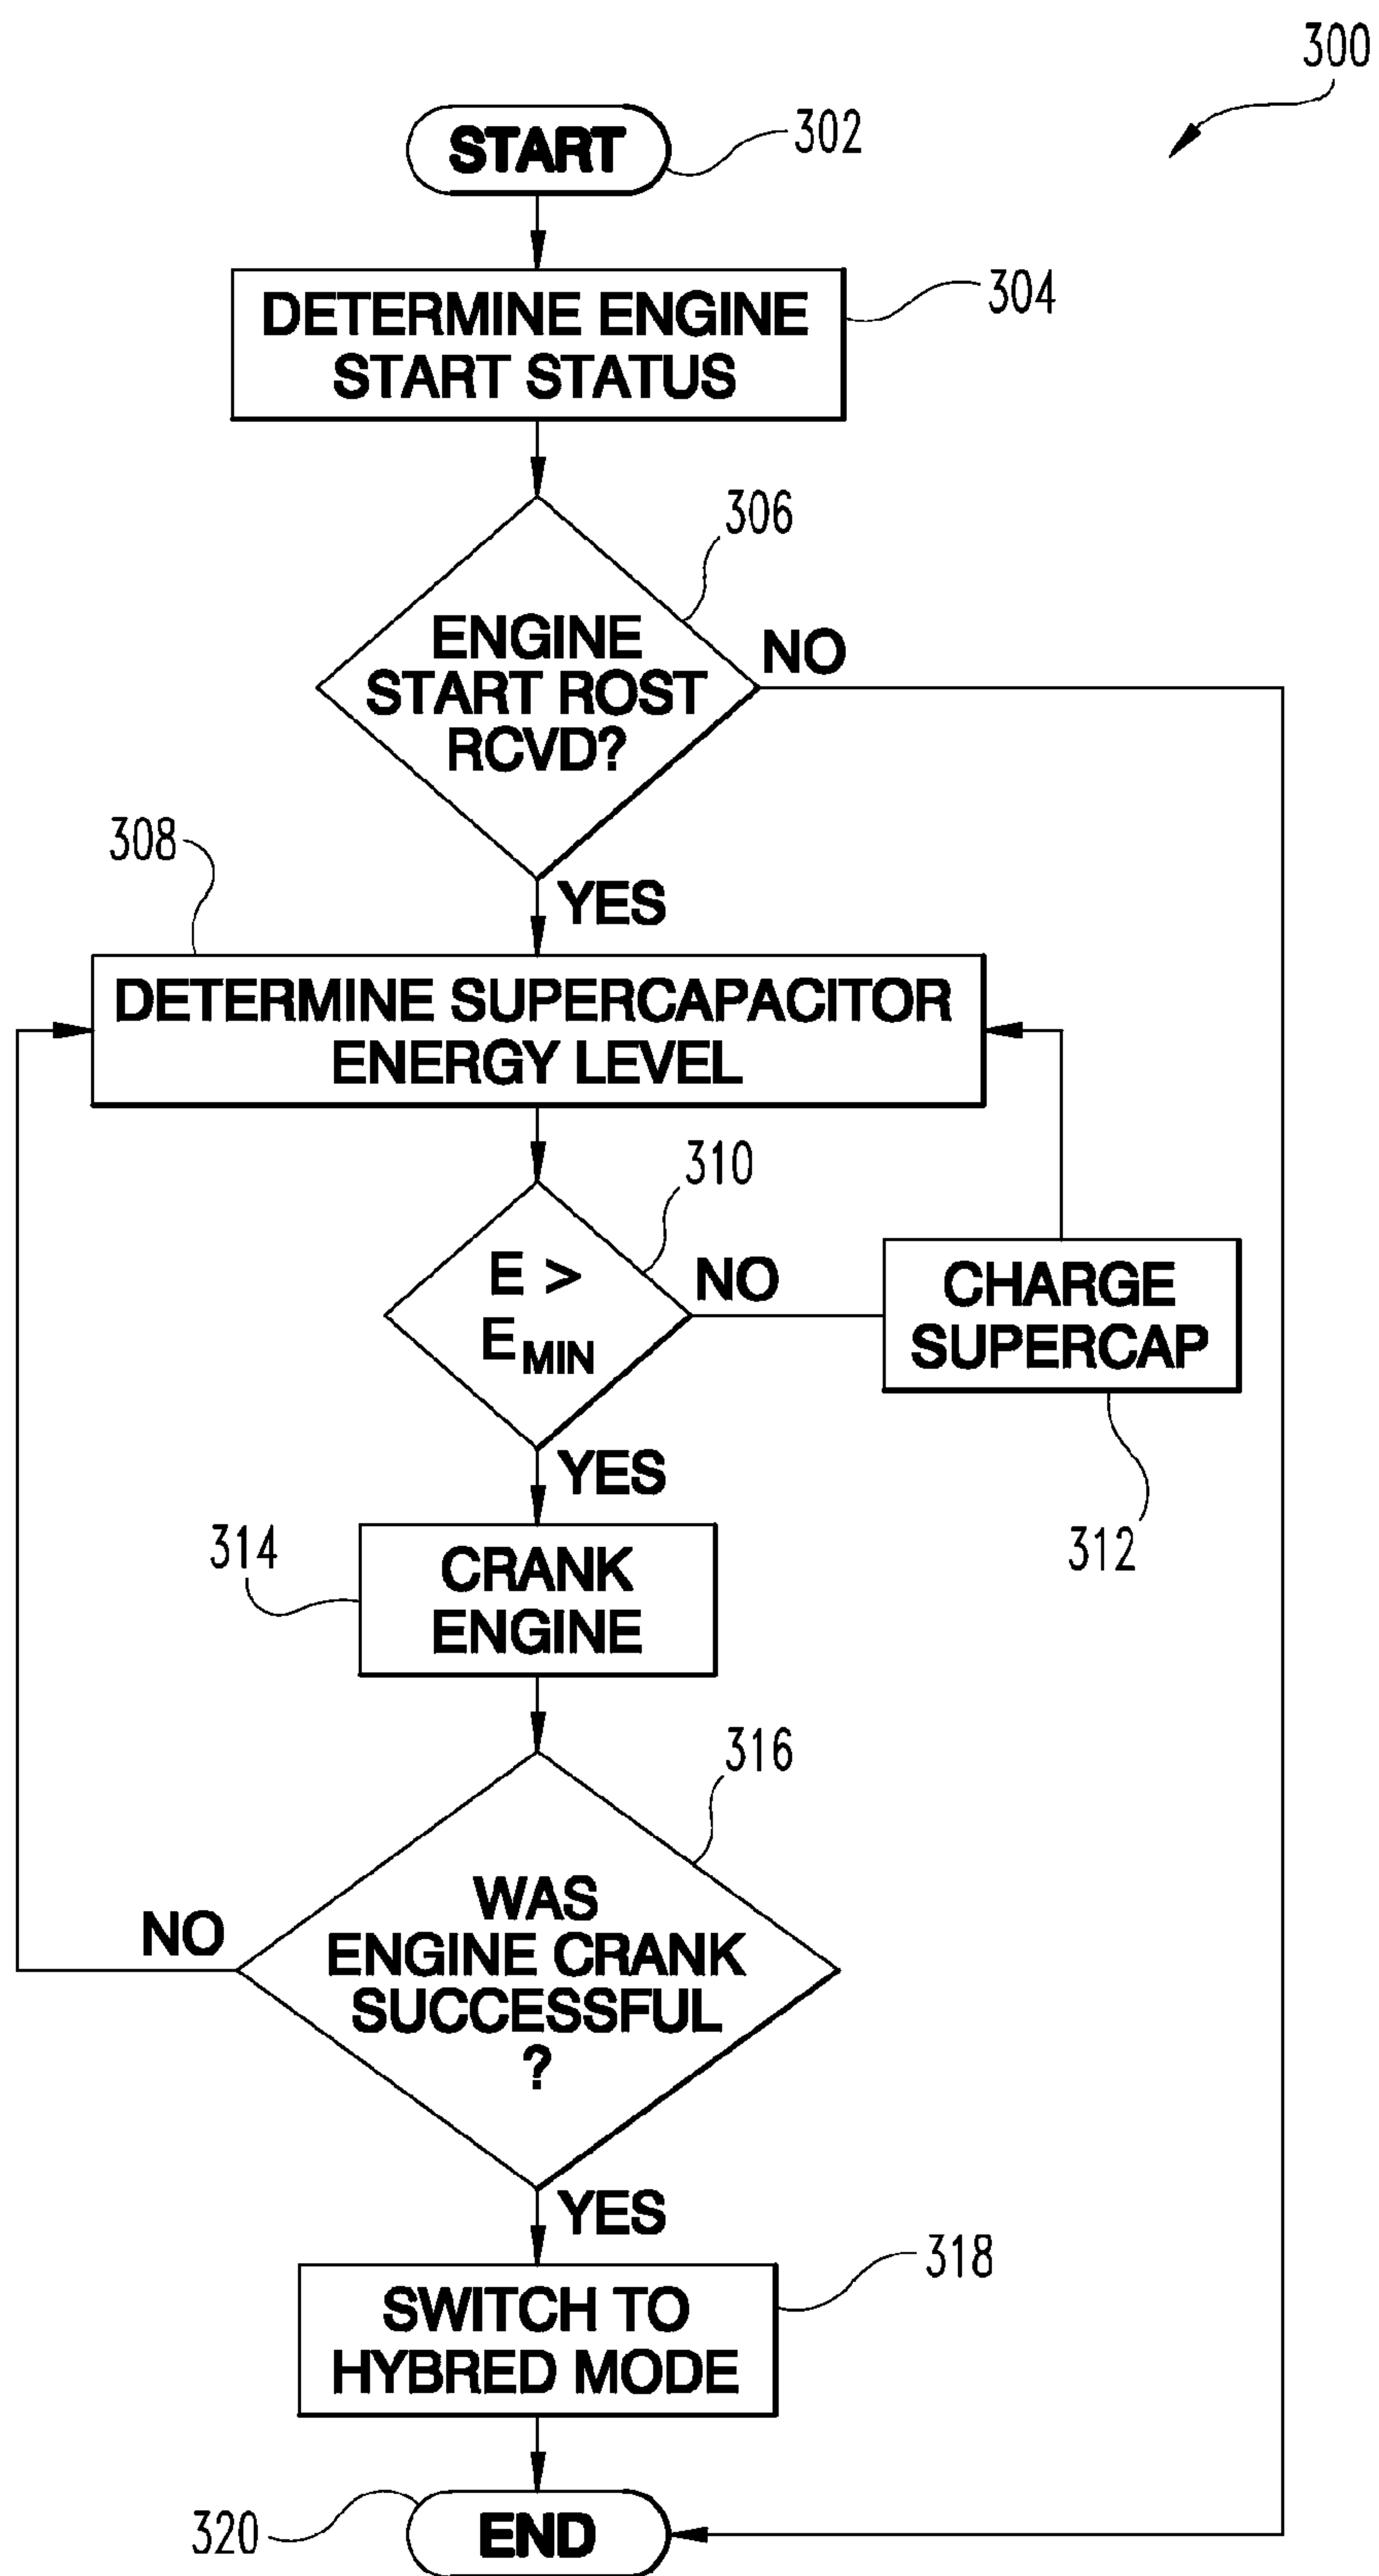 300
START
302
DETERMINE ENGINE
START STATUS
304
306
ENGINE
START ROST
RCVD?
NO
YES
308
DETERMINE SUPERCAPACITOR
ENERGY LEVEL
310
E >
EMIN
NO
CHARGE
SUPERCAP
312
YES
314
CRANK
ENGINE
316
WAS
ENGINE CRANK
SUCCESSFUL
?
NO
YES
318
SWITCH TO
HYBRED MODE
320
END